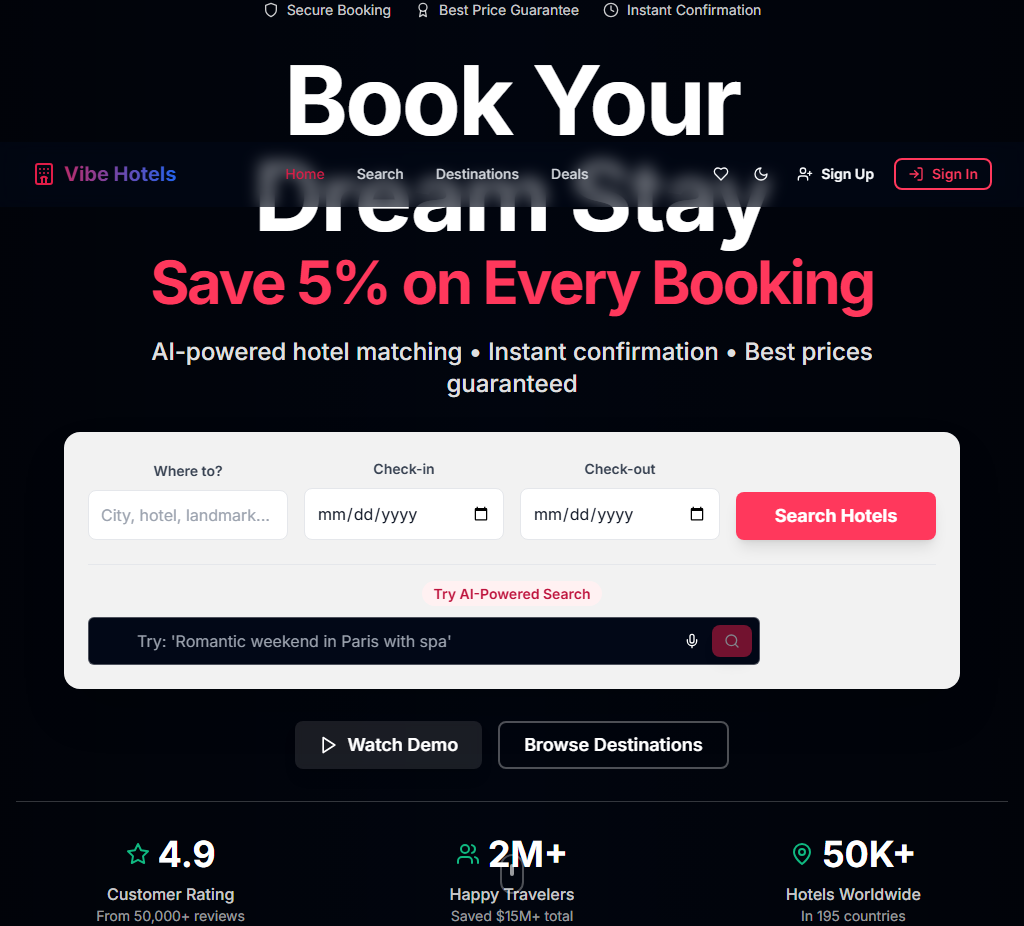 Secure Booking Best Price Guarantee Instant Confirmation
Book Your
Vibe Hotels Home Search Destinations Deals Sign Up Sign In
Dream Stay
Save 5% on Every Booking
AI-powered hotel matching • Instant confirmation • Best prices
guaranteed
Where to? Check-in Check-out
City, hotel, landmark... mm/dd/yyyy mm/dd/yyyy Search Hotels
Try AI-Powered Search
Try: 'Romantic weekend in Paris with spa'
Watch Demo Browse Destinations
4.9 2M+ 50K+
Customer Rating Happy Travelers Hotels Worldwide
From 50,000+ reviews Saved $15M+ total In 195 countries